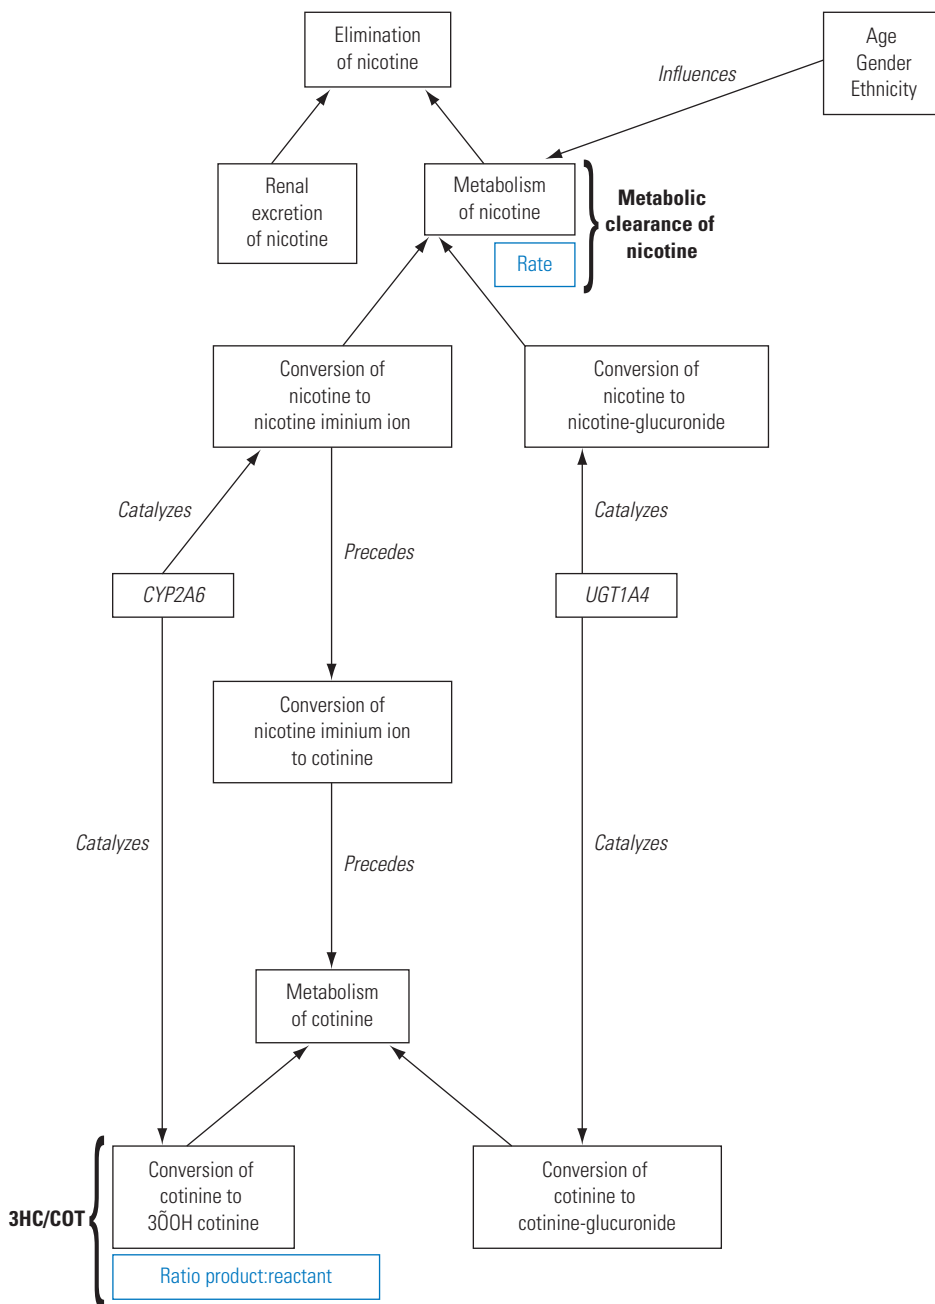 Elimination
of nicotine
Age
Gender
Ethnicity
Influences
Renal
excretion
of nicotine
Metabolism
of nicotine
Rate
Metabolic
clearance of
nicotine
Conversion of
nicotine to
nicotine iminium ion
Conversion of
nicotine to
nicotine-glucuronide
Catalyzes
Catalyzes
Precedes
CYP2A6
UGT1A4
Conversion of
nicotine iminium ion
to cotinine
Catalyzes
Precedes
Catalyzes
Metabolism
of cotinine
3HC/COT
Conversion of
cotinine to
3ÕOH cotinine
Ratio product:reactant
Conversion of
cotinine to
cotinine-glucuronide